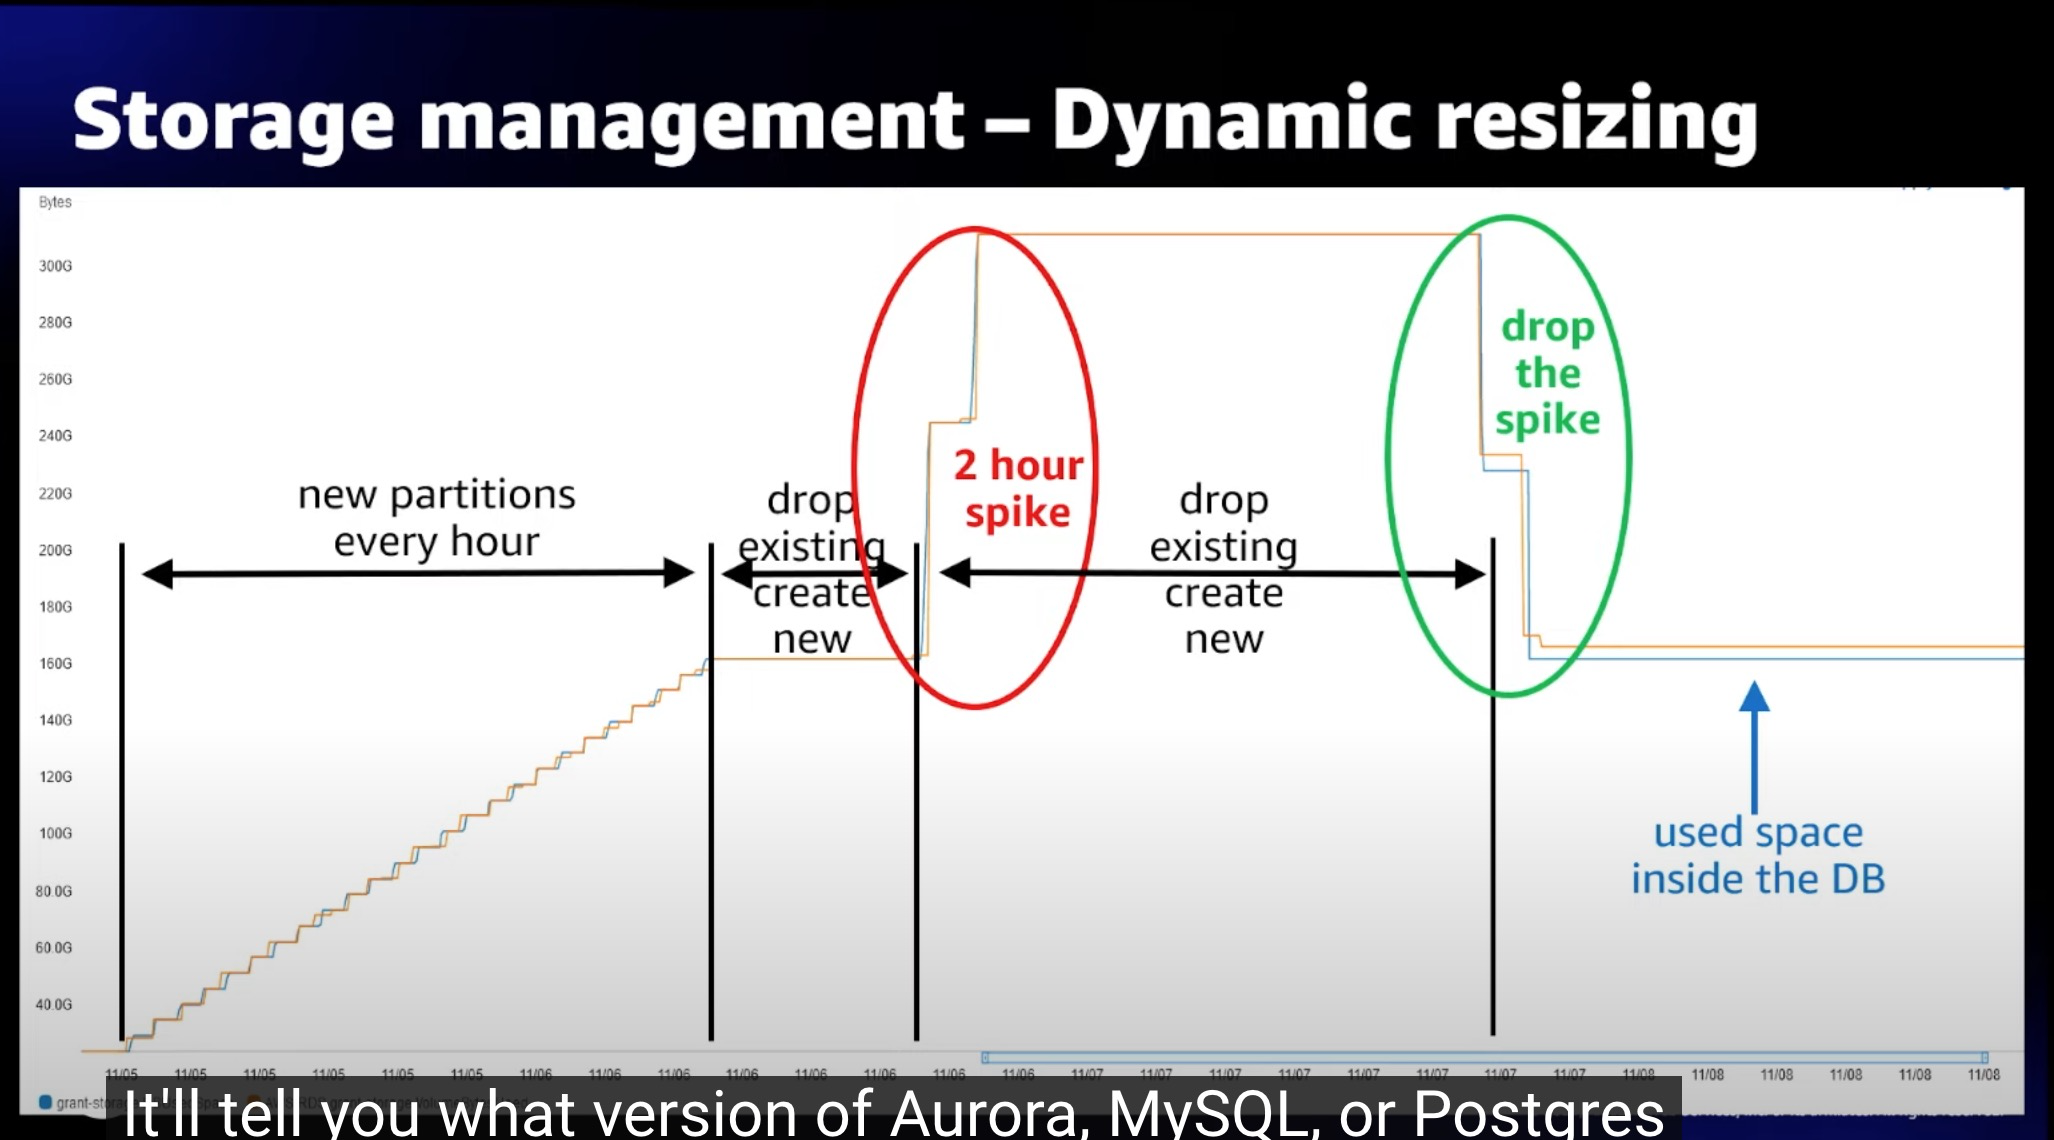 Storage management – Dynamic resizing
Bytes
300G
280G
260G
240G
220G
200G
180G
160G
140G
120G
100G
80.0G
60.0G
40.0G
new partitions
every hour
drop
existing
create
new
2 hour
spike
drop
existing
create
new
drop
the
spike
used space
inside the DB
11/05 11/05 11/05 11/05 11/05 11/05 11/06 11/06 11/06 11/06 11/06 11/06 11/06 11/06 11/07 11/07 11/07 11/07 11/07 11/07 11/07 11/07 11/08 11/08 11/08 11/08 11/08 11/08
grant-storage
It'll tell you what version of Aurora, MySQL, or Postgres